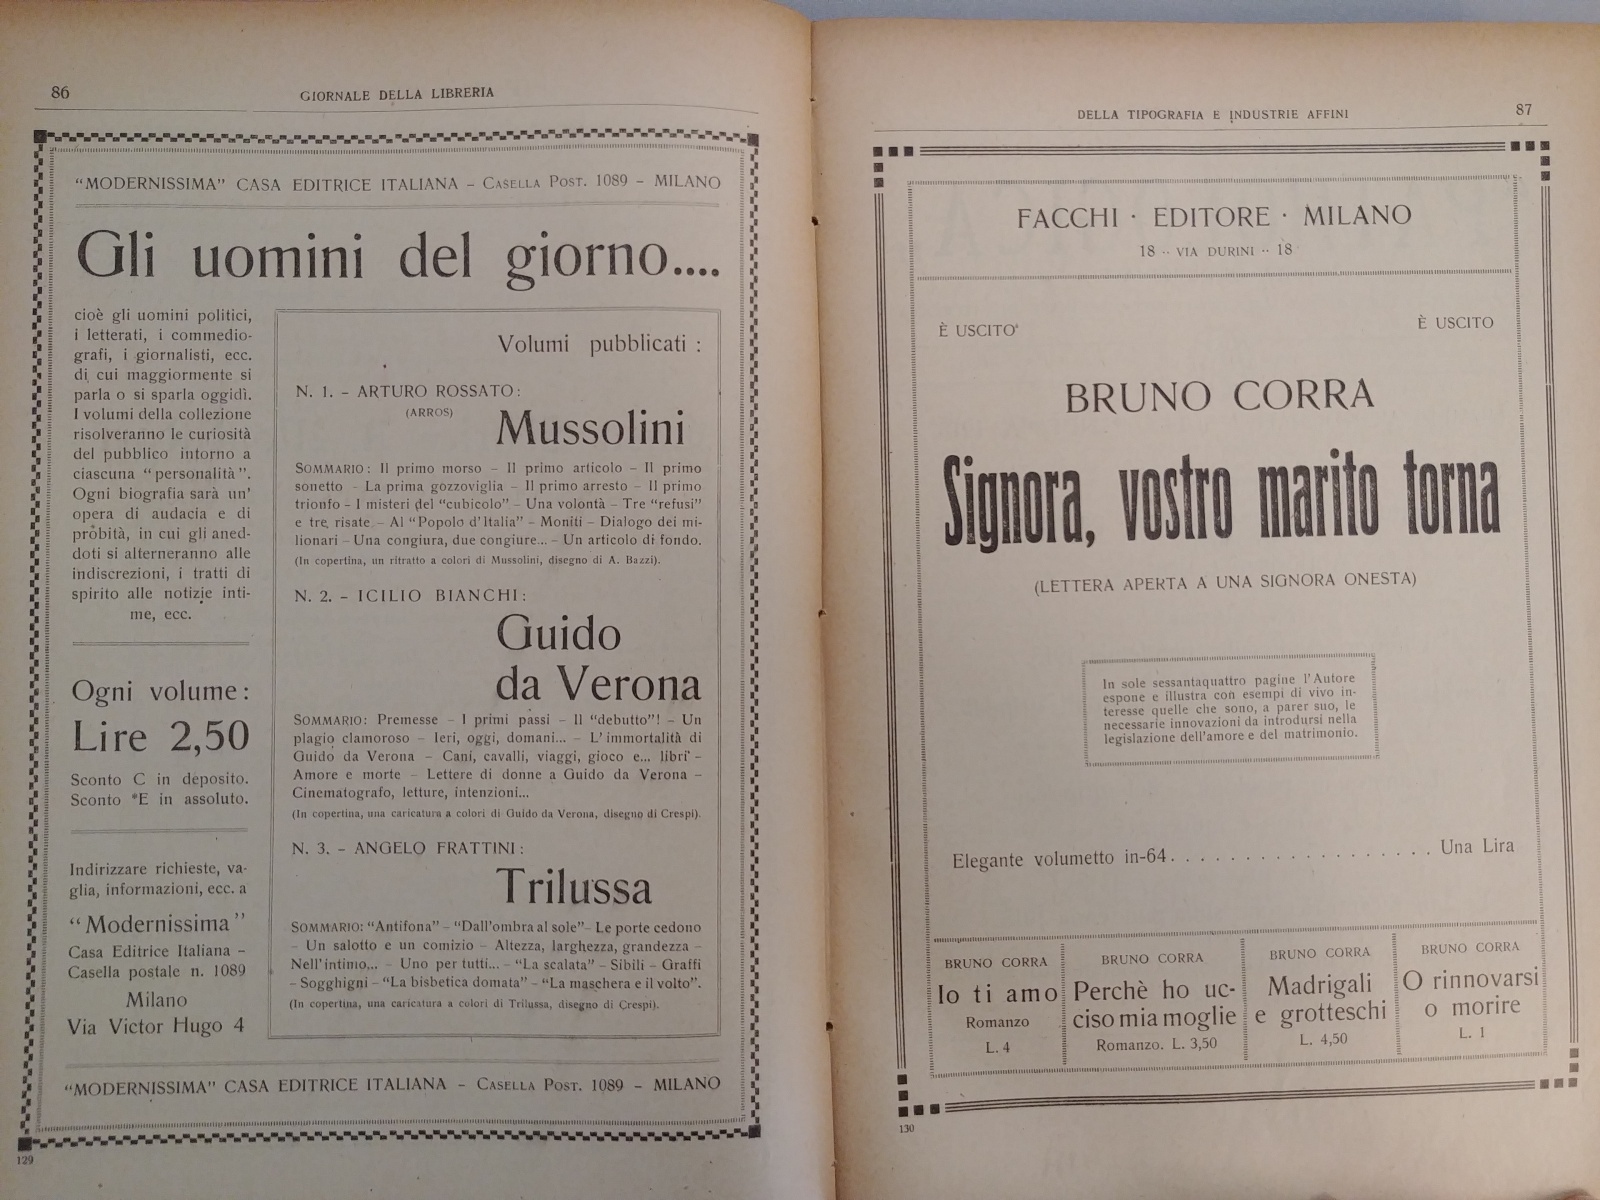 86
GIORNALE DELLA LIBRERIA
"MODERNISSIMA" CASA EDITRICE ITALIANA – CASELLA POST. 1089 – MILANO
Gli uomini del giorno....
cioè gli uomini politici,
i letterati, i commedio-
grafi, i giornalisti, ecc.
di cui maggiormente si
parla o si sparla oggidì.
I volumi della collezione
risolveranno le curiosità
del pubblico intorno a
ciascuna "personalità".
Ogni biografia sarà un'
opera di audacia e di
probità, in cui gli aned-
doti si alterneranno alle
indiscrezioni, i tratti di
spirito alle notizie inti-
me, ecc.
Ogni volume:
Lire 2,50
Sconto C in deposito.
Sconto *E in assoluto.
Indirizzare richieste, va-
glia, informazioni, ecc. a
"Modernissima"
Casa Editrice Italiana –
Casella postale n. 1089
Milano
Via Victor Hugo 4
Volumi pubblicati:
N. 1. – ARTURO ROSSATO:
(ARROS)
Mussolini
SOMMARIO: Il primo morso – Il primo articolo – Il primo
sonetto – La prima gozzoviglia – Il primo arresto – Il primo
trionfo – I misteri del "cubicolo" – Una volontà – Tre "refusi"
e tre risate – Al "Popolo d'Italia" – Moniti – Dialogo dei mi-
lionari – Una congiura, due congiure... – Un articolo di fondo.
(In copertina, un ritratto a colori di Mussolini, disegno di A. Bazzi).
N. 2. – ICILIO BIANCHI:
Guido
da Verona
SOMMARIO: Premesse – I primi passi – Il "debutto"! – Un
plagio clamoroso – Ieri, oggi, domani... – L'immortalità di
Guido da Verona – Cani, cavalli, viaggi, gioco e... libri –
Amore e morte – Lettere di donne a Guido da Verona –
Cinematografo, letture, intenzioni...
(In copertina, una caricatura a colori di Guido da Verona, disegno di Crespi).
N. 3. – ANGELO FRATTINI:
Trilussa
SOMMARIO: "Antifona" – "Dall'ombra al sole" – Le porte cedono
– Un salotto e un comizio – Altezza, larghezza, grandezza –
Nell'intimo... – Uno per tutti... – "La scalata" – Sibili – Graffi
– Sogghigni – "La bisbetica domata" – "La maschera e il volto".
(In copertina, una caricatura a colori di Trilussa, disegno di Crespi).
"MODERNISSIMA" CASA EDITRICE ITALIANA – CASELLA POST. 1089 – MILANO
129
DELLA TIPOGRAFIA E INDUSTRIE AFFINI
87
FACCHI · EDITORE · MILANO
18 ·· VIA DURINI ·· 18
È USCITO
È USCITO
BRUNO CORRA
Signora, vostro marito torna
(LETTERA APERTA A UNA SIGNORA ONESTA)
In sole sessantaquattro pagine l'Autore
espone e illustra con esempi di vivo in-
teresse quelle che sono, a parer suo, le
necessarie innovazioni da introdursi nella
legislazione dell'amore e del matrimonio.
Elegante volumetto in-64 . . . . . . . . . . . . . . . . . . Una Lira
BRUNO CORRA
Io ti amo
Romanzo
L. 4
BRUNO CORRA
Perchè ho uc-
ciso mia moglie
Romanzo. L. 3,50
BRUNO CORRA
Madrigali
e grotteschi
L. 4,50
BRUNO CORRA
O rinnovarsi
o morire
L. 1
130